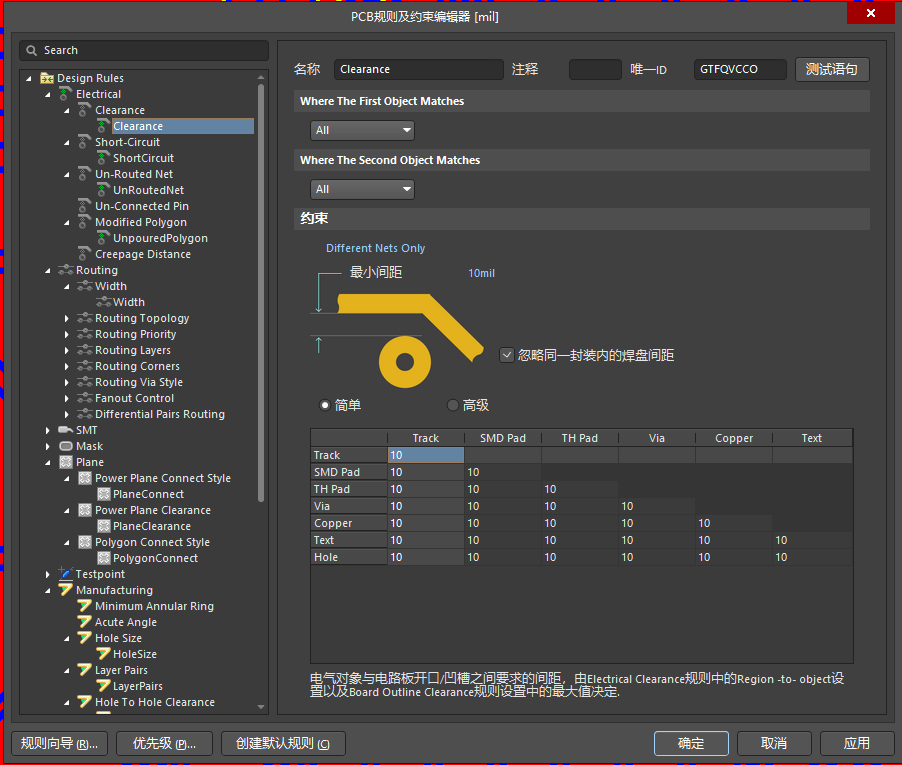 PCB规则及约束编辑器 [mil]
Search
Design Rules
Electrical
Clearance
Clearance
Short-Circuit
ShortCircuit
Un-Routed Net
UnRoutedNet
Un-Connected Pin
Modified Polygon
UnpouredPolygon
Creepage Distance
Routing
Width
Width
Routing Topology
Routing Priority
Routing Layers
Routing Corners
Routing Via Style
Fanout Control
Differential Pairs Routing
SMT
Mask
Plane
Power Plane Connect Style
PlaneConnect
Power Plane Clearance
PlaneClearance
Polygon Connect Style
PolygonConnect
Testpoint
Manufacturing
Minimum Annular Ring
Acute Angle
Hole Size
HoleSize
Layer Pairs
LayerPairs
Hole To Hole Clearance
名称 Clearance 注释 唯一ID GTFQVCCO 测试语句
Where The First Object Matches
All
Where The Second Object Matches
All
约束
Different Nets Only
最小间距 10mil
忽略同一封装内的焊盘间距
简单 高级
Track SMD Pad TH Pad Via Copper Text
Track 10
SMD Pad 10 10
TH Pad 10 10 10
Via 10 10 10 10
Copper 10 10 10 10 10
Text 10 10 10 10 10 10
Hole 10 10 10 10 10 10
电气对象与电路板开口/凹槽之间要求的间距，由Electrical Clearance规则中的Region -to- object设
置以及Board Outline Clearance规则设置中的最大值决定.
规则向导 (R)... 优先级 (P)... 创建默认规则 (C) 确定 取消 应用